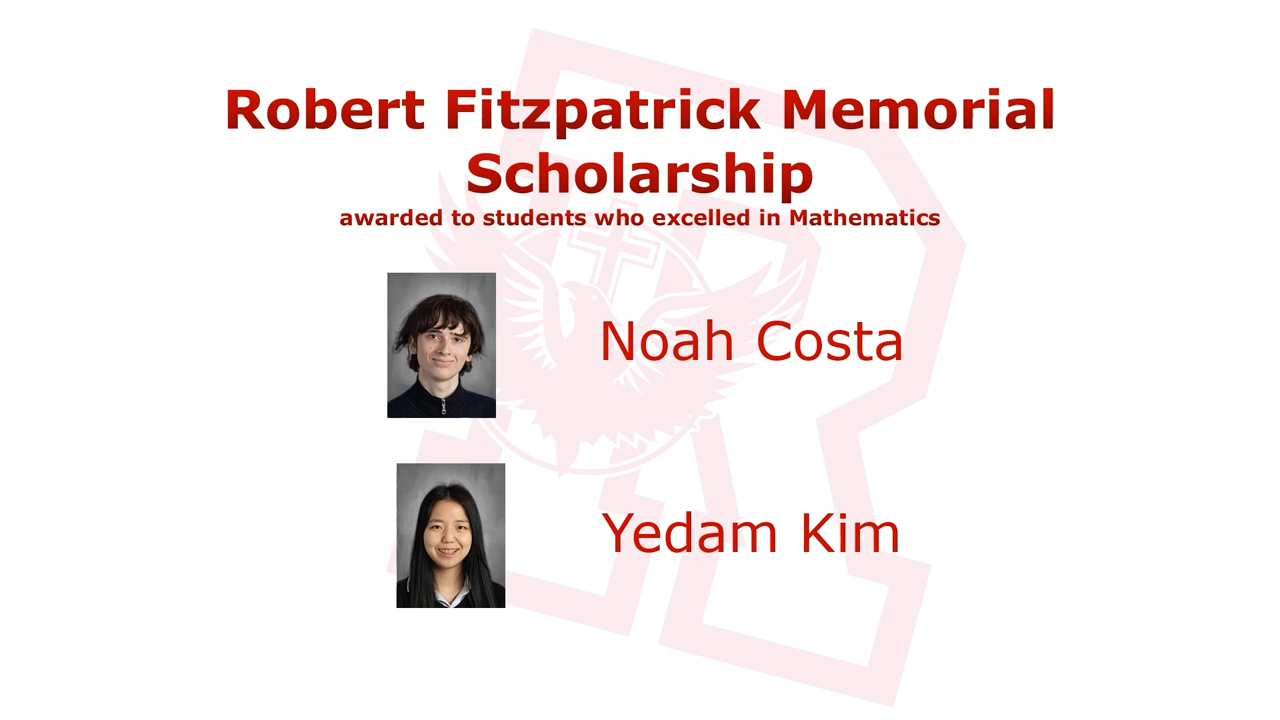 Robert Fitzpatrick Memorial
Scholarship
awarded to students who excelled in Mathematics
Noah Costa
Yedam Kim